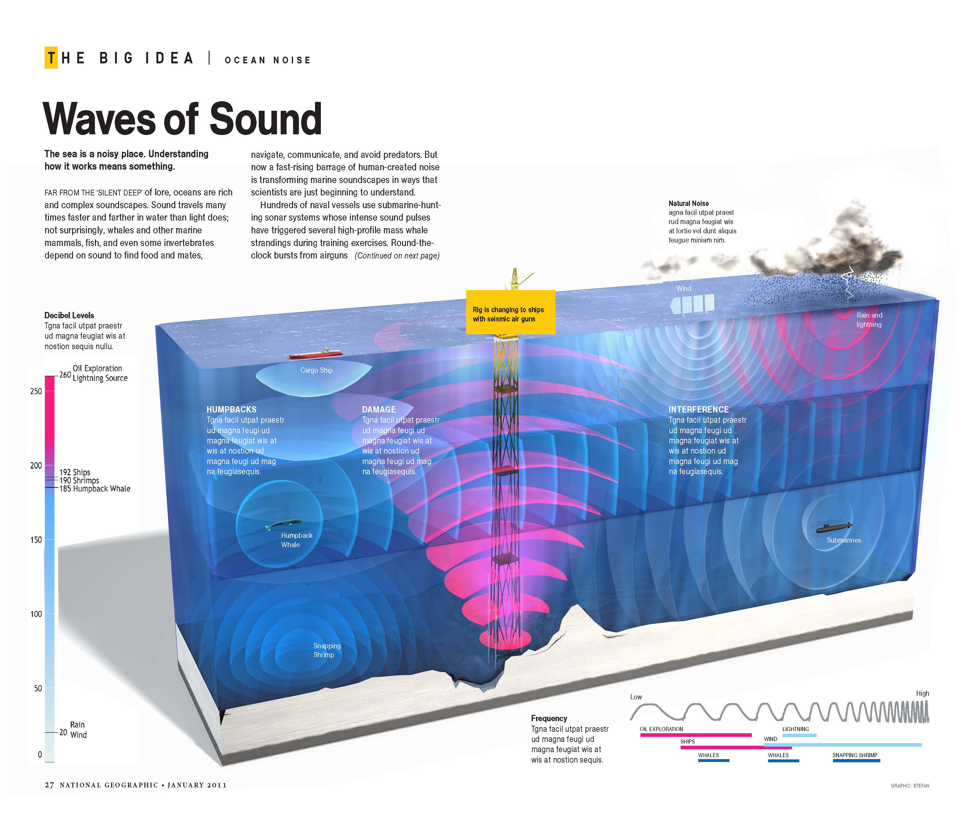 THE BIG IDEA | OCEAN NOISE
Waves of Sound
The sea is a noisy place. Understanding
how it works means something.
FAR FROM THE 'SILENT DEEP' of lore, oceans are rich
and complex soundscapes. Sound travels many
times faster and farther in water than light does;
not surprisingly, whales and other marine
mammals, fish, and even some invertebrates
depend on sound to find food and mates,
navigate, communicate, and avoid predators. But
now a fast-rising barrage of human-created noise
is transforming marine soundscapes in ways that
scientists are just beginning to understand.
Hundreds of naval vessels use submarine-hunt-
ing sonar systems whose intense sound pulses
have triggered several high-profile mass whale
strandings during training exercises. Round-the-
clock bursts from airguns (Continued on next page)
Natural Noise
agna facil utpat praest
rud magna feugiat wis
at lortie vel dunt aliquis
feugue miniam nim.
Wind
Rain and
lightning
Rig is changing to ships
with seismic air guns
Cargo Ship
Decibel Levels
Tgna facil utpat praestr
ud magna feugiat wis at
nostion sequis nullu.
260 Oil Exploration
Lightning Source
250
200
192 Ships
190 Shrimps
185 Humpback Whale
150
100
50
20 Rain
Wind
0
HUMPBACKS
Tgna facil utpat praestr
ud magna feugi ud
magna feugiat wis at
wis at nostion ud
magna feugi ud mag
na feugiasequis.
DAMAGE
Tgna facil utpat praestr
ud magna feugi ud
magna feugiat wis at
wis at nostion ud
magna feugi ud mag
na feugiasequis.
INTERFERENCE
Tgna facil utpat praestr
ud magna feugi ud
magna feugiat wis at
wis at nostion ud
magna feugi ud mag
na feugiasequis.
Humpback
Whale
Submarines
Snapping
Shrimp
Frequency
Tgna facil utpat praestr
ud magna feugi ud
magna feugiat wis at
wis at nostion sequis.
Low
High
OIL EXPLORATION
LIGHTNING
SHIPS
WIND
WHALES
WHALES
SNAPPING SHRIMP
27 NATIONAL GEOGRAPHIC • JANUARY 2011
GRAPHIC: STEFAN